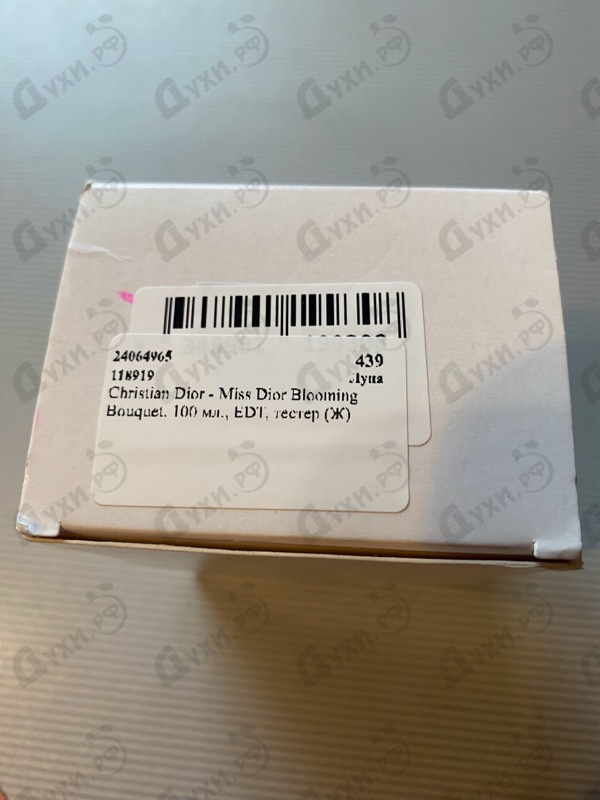 24064965 439
118919 Лупа
Christian Dior - Miss Dior Blooming
Bouquet. 100 мл., EDT, тестер (Ж)
Духи.рф